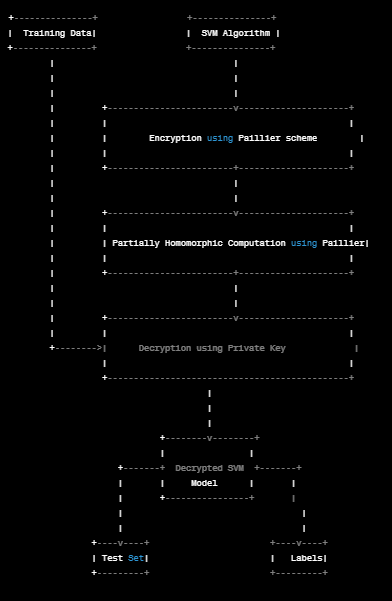 Training Data
SVM Algorithm
Encryption using Paillier scheme
Partially Homomorphic Computation using Paillier
Decryption using Private Key
Decrypted SVM
Model
Test Set
Labels